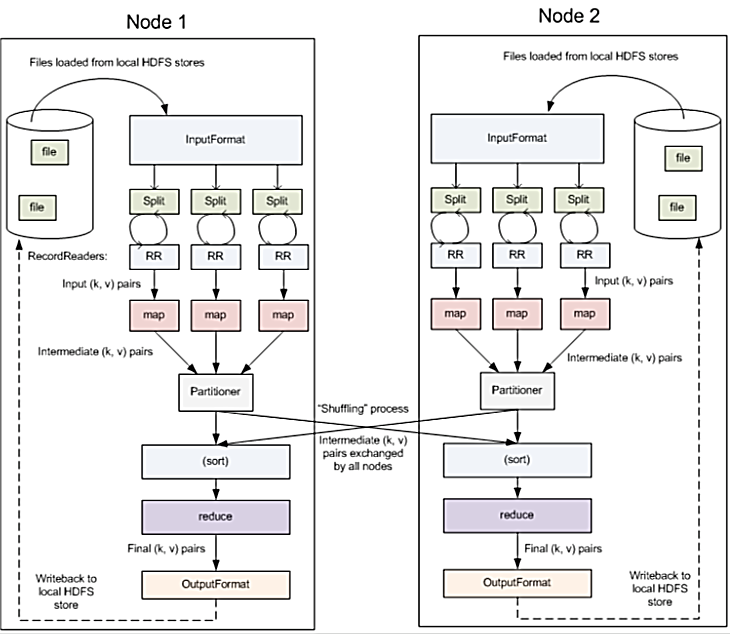 Node 1
Files loaded from local HDFS stores
file
file
InputFormat
Split
Split
Split
RecordReaders:
RR
RR
RR
Input (k, v) pairs
map
map
map
Intermediate (k, v) pairs
Partitioner
(sort)
reduce
Final (k, v) pairs
OutputFormat
Writeback to
local HDFS
store
"Shuffling" process
Intermediate (k, v)
pairs exchanged
by all nodes
Node 2
Files loaded from local HDFS stores
InputFormat
file
file
Split
Split
Split
RR
RR
RR
Input (k, v) pairs
map
map
map
Intermediate (k, v) pairs
Partitioner
(sort)
reduce
Final (k, v) pairs
OutputFormat
Writeback to
local HDFS
store